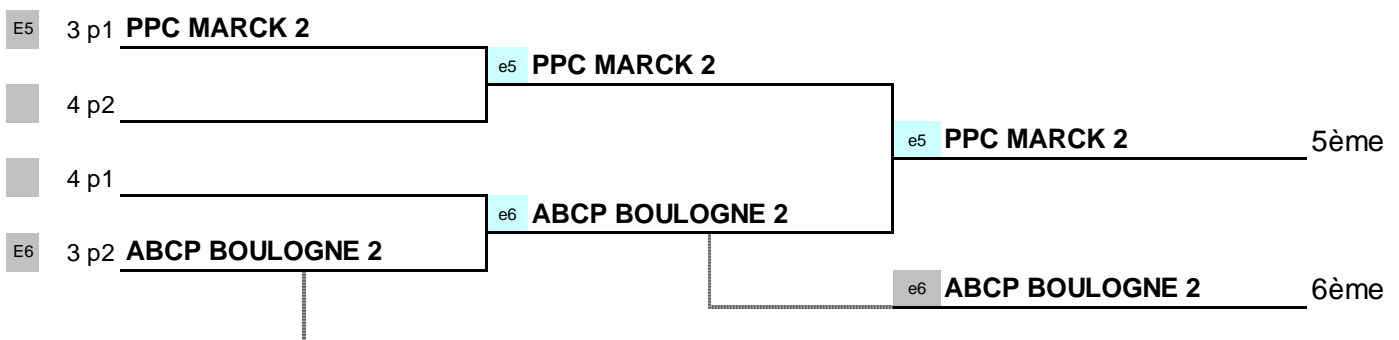 E5 3 p1 PPC MARCK 2
e5 PPC MARCK 2
4 p2
e5 PPC MARCK 2 5ème
4 p1
e6 ABCP BOULOGNE 2
E6 3 p2 ABCP BOULOGNE 2
e6 ABCP BOULOGNE 2 6ème